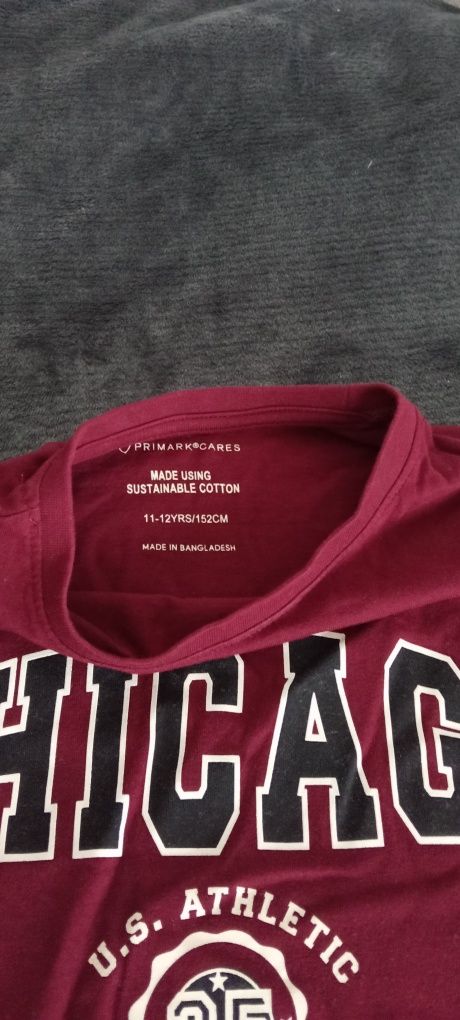 PRIMARK®CARES
MADE USING
SUSTAINABLE COTTON
11-12YRS/152CM
MADE IN BANGLADESH
HICAG
U.S. ATHLETIC